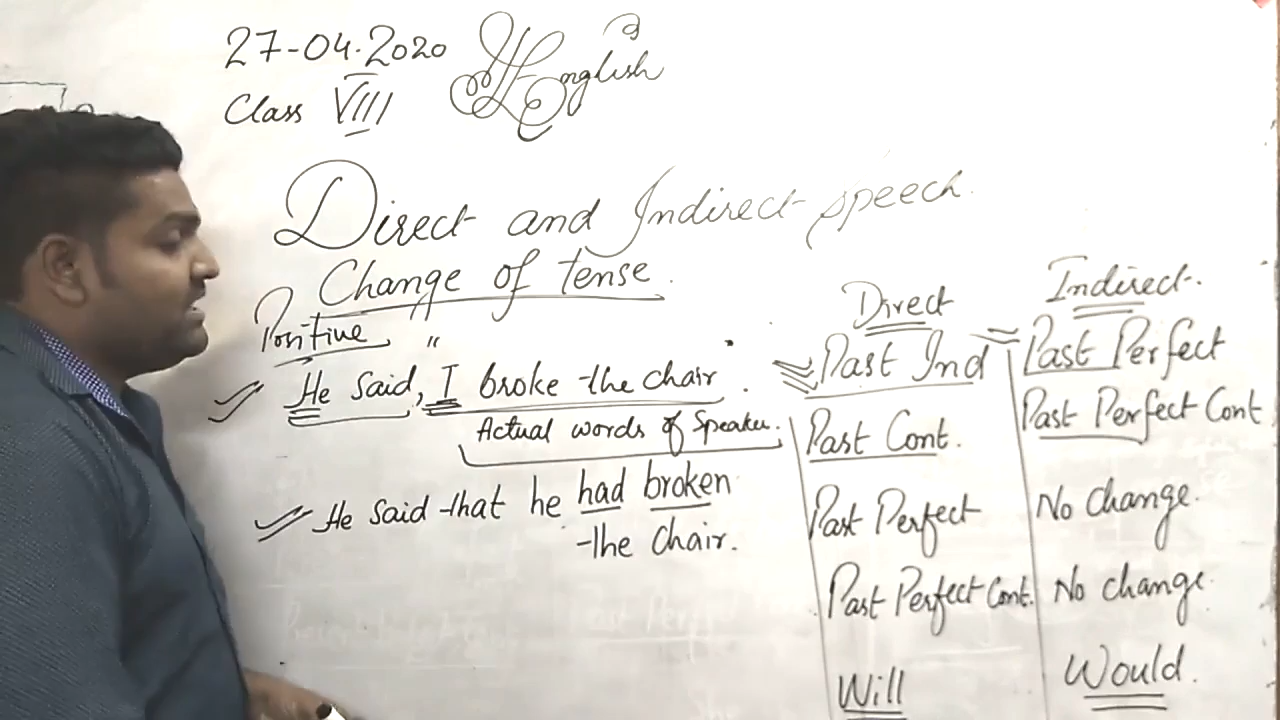 27-04-2020
English
Class VIII
Direct and Indirect speech.
Change of tense.
Positive "
He said, I broke the chair.
Actual words of Speaker.
He said that he had broken
the chair.
Direct Indirect.
Past Ind Past Perfect
Past Cont. Past Perfect Cont
Past Perfect No Change.
Past Perfect Cont. No change.
Will Would.